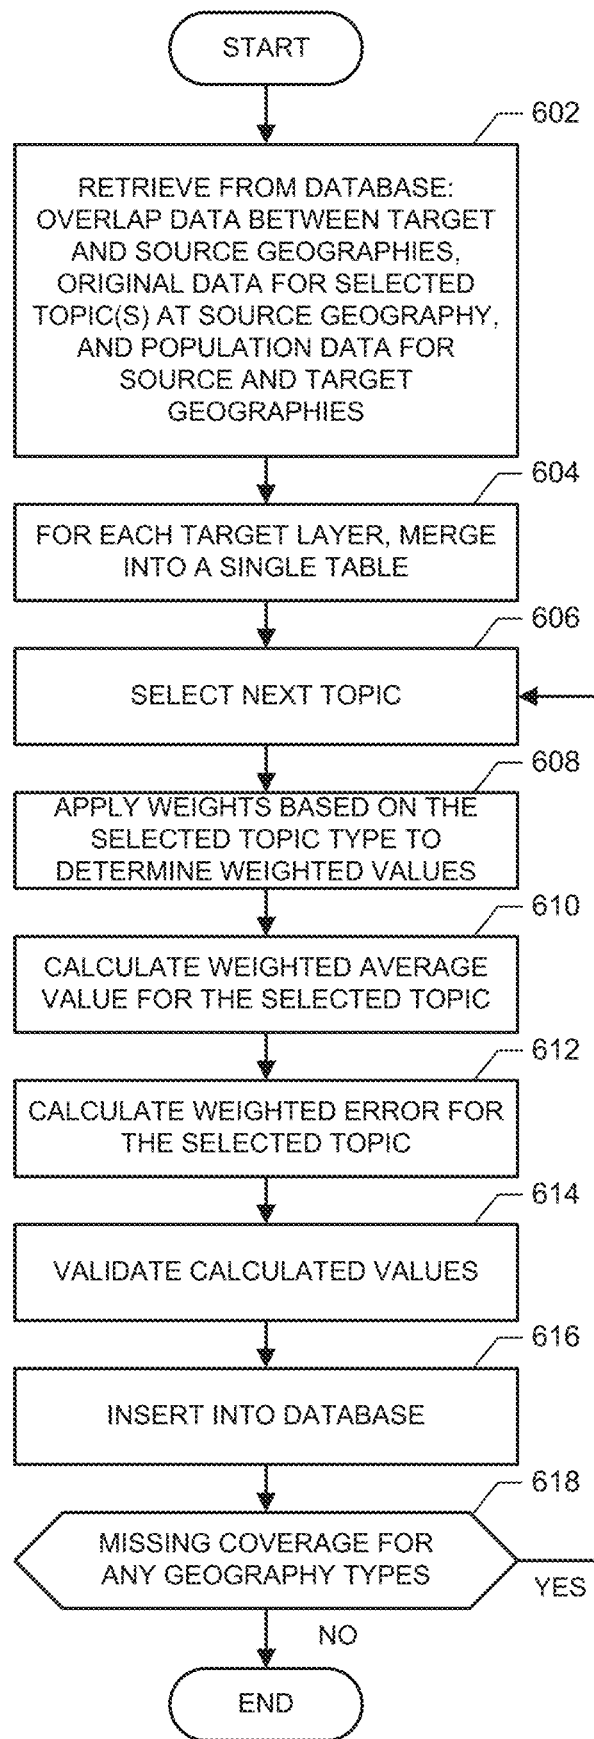 START
602
RETRIEVE FROM DATABASE:
OVERLAP DATA BETWEEN TARGET
AND SOURCE GEOGRAPHIES,
ORIGINAL DATA FOR SELECTED
TOPIC(S) AT SOURCE GEOGRAPHY,
AND POPULATION DATA FOR
SOURCE AND TARGET
GEOGRAPHIES
604
FOR EACH TARGET LAYER, MERGE
INTO A SINGLE TABLE
606
SELECT NEXT TOPIC
608
APPLY WEIGHTS BASED ON THE
SELECTED TOPIC TYPE TO
DETERMINE WEIGHTED VALUES
610
CALCULATE WEIGHTED AVERAGE
VALUE FOR THE SELECTED TOPIC
612
CALCULATE WEIGHTED ERROR FOR
THE SELECTED TOPIC
614
VALIDATE CALCULATED VALUES
616
INSERT INTO DATABASE
618
MISSING COVERAGE FOR
ANY GEOGRAPHY TYPES
YES
NO
END